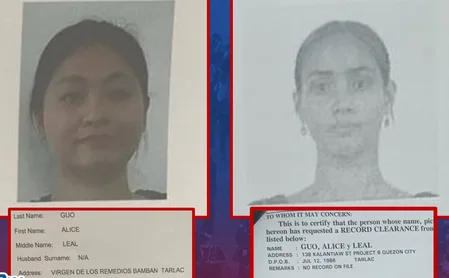 Last Name: GUO
First Name: ALICE
Middle Name: LEAL
Husband Surname: N/A
Address: VIRGEN DE LOS REMEDIOS BAMBAN TARLAC
TO WHOM IT MAY CONCERN:
This is to certify that the person whose name, pic
hereon has requested a RECORD CLEARANCE from
listed below:
NAME : GUO, ALICE y LEAL
ADDRESS : 138 KALANTIAW ST PROJECT 6 QUEZON CITY
D.P.O.B. : JUL 12, 1986 TARLAC
REMARKS : NO RECORD ON FILE